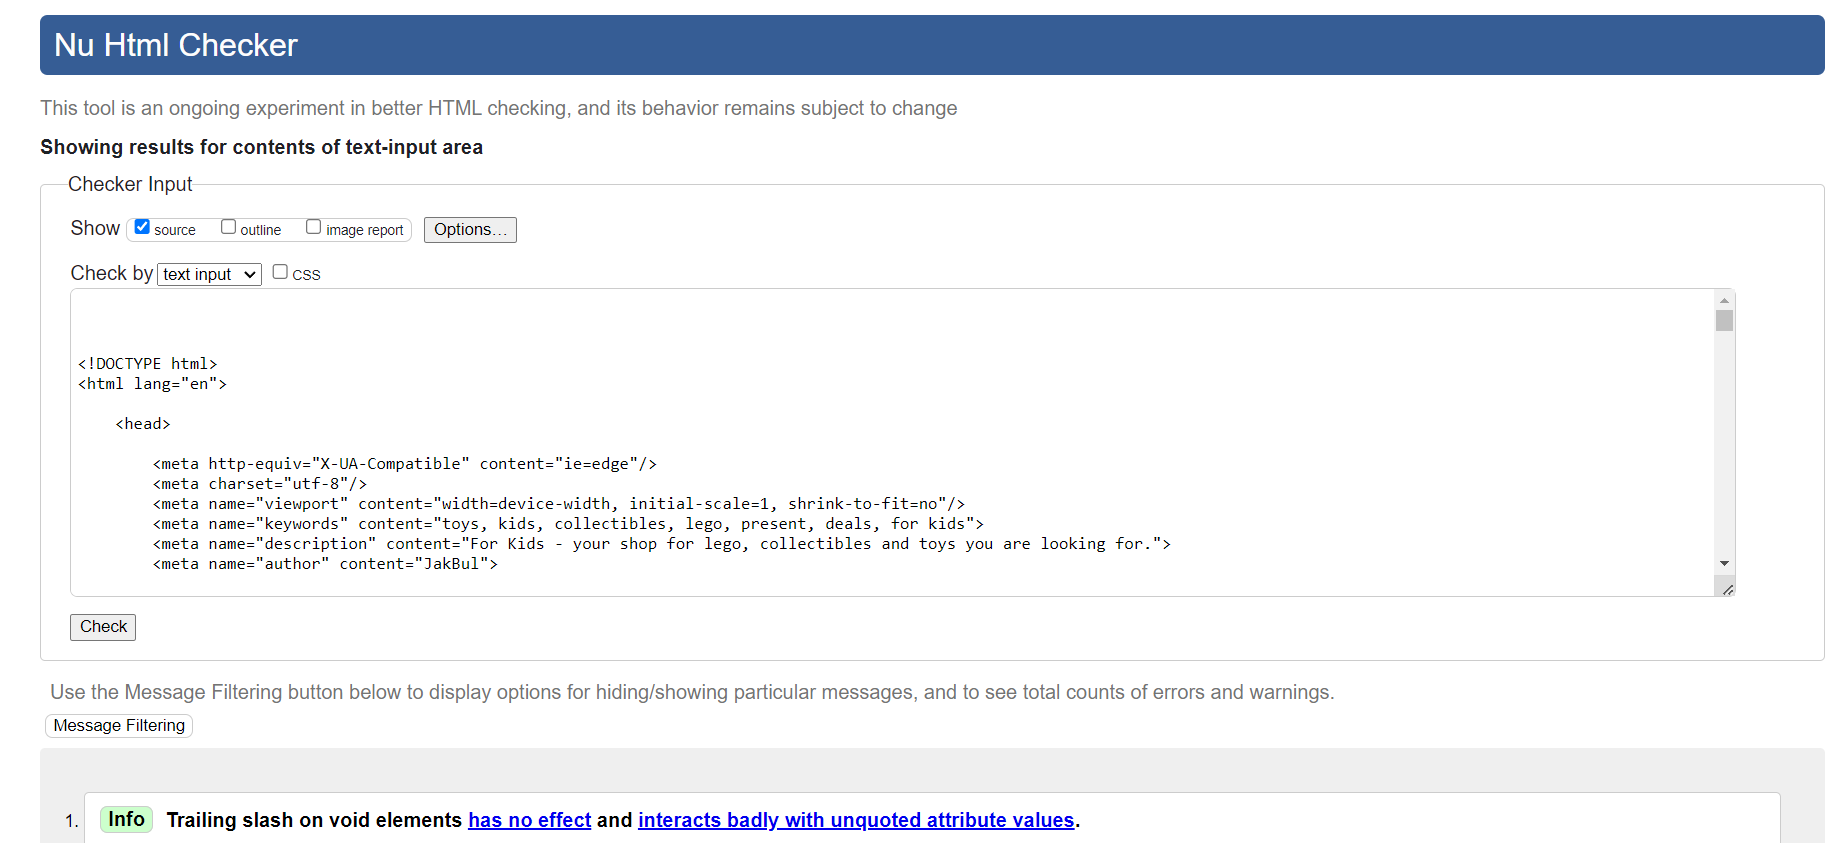 Nu Html Checker
This tool is an ongoing experiment in better HTML checking, and its behavior remains subject to change
Showing results for contents of text-input area
Checker Input
Show source outline image report Options...
Check by text input CSS
<!DOCTYPE html>
<html lang="en">
<head>
<meta http-equiv="X-UA-Compatible" content="ie=edge"/>
<meta charset="utf-8"/>
<meta name="viewport" content="width=device-width, initial-scale=1, shrink-to-fit=no"/>
<meta name="keywords" content="toys, kids, collectibles, lego, present, deals, for kids">
<meta name="description" content="For Kids - your shop for lego, collectibles and toys you are looking for.">
<meta name="author" content="JakBul">
Check
Use the Message Filtering button below to display options for hiding/showing particular messages, and to see total counts of errors and warnings.
Message Filtering
1. Info Trailing slash on void elements has no effect and interacts badly with unquoted attribute values.